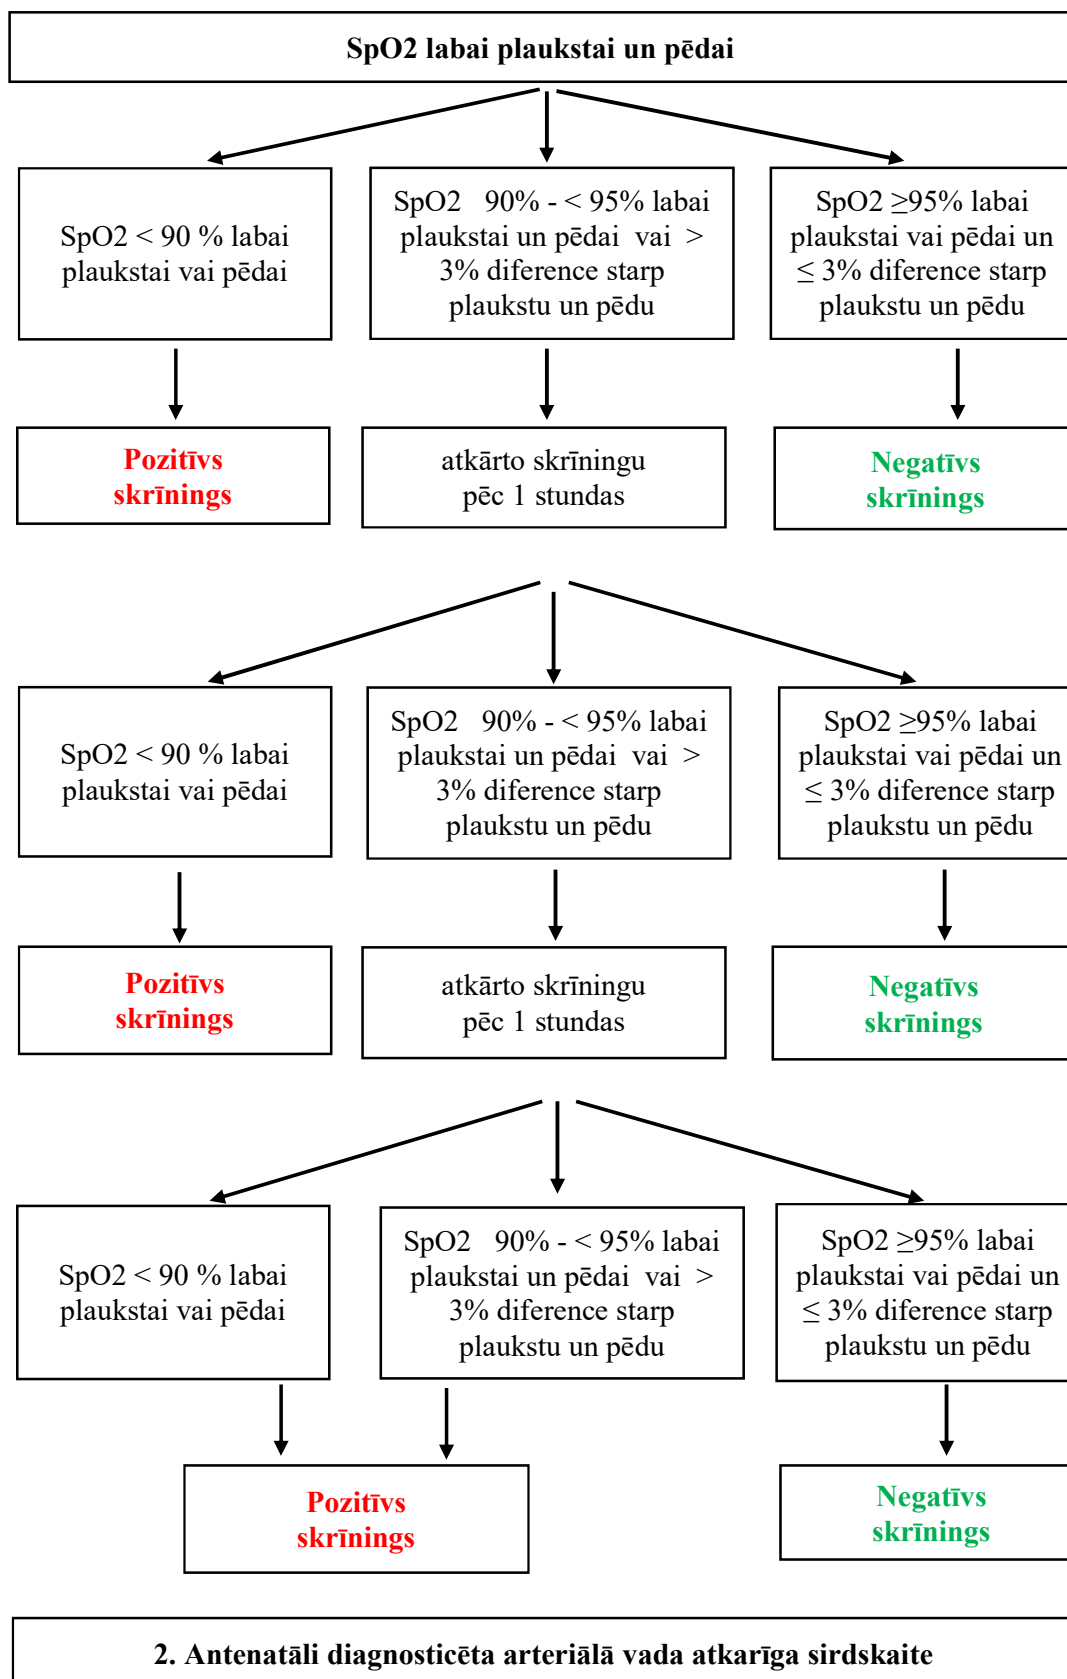 SpO2 labai plaukstai un pēdai
SpO2 < 90 % labai
plaukstai vai pēdai
SpO2 90% - < 95% labai
plaukstai un pēdai vai >
3% diference starp
plaukstu un pēdu
SpO2 ≥95% labai
plaukstai vai pēdai un
≤ 3% diference starp
plaukstu un pēdu
Pozitīvs
skrīnings
atkārto skrīningu
pēc 1 stundas
Negatīvs
skrīnings
SpO2 < 90 % labai
plaukstai vai pēdai
SpO2 90% - < 95% labai
plaukstai un pēdai vai >
3% diference starp
plaukstu un pēdu
SpO2 ≥95% labai
plaukstai vai pēdai un
≤ 3% diference starp
plaukstu un pēdu
Pozitīvs
skrīnings
atkārto skrīningu
pēc 1 stundas
Negatīvs
skrīnings
SpO2 < 90 % labai
plaukstai vai pēdai
SpO2 90% - < 95% labai
plaukstai un pēdai vai >
3% diference starp
plaukstu un pēdu
SpO2 ≥95% labai
plaukstai vai pēdai un
≤ 3% diference starp
plaukstu un pēdu
Pozitīvs
skrīnings
Negatīvs
skrīnings
2. Antenatāli diagnosticēta arteriālā vada atkarīga sirdskaite